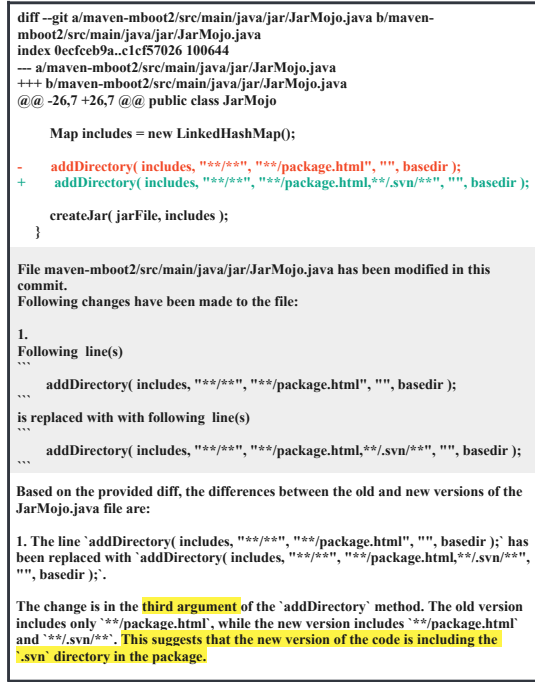 diff --git a/maven-mboot2/src/main/java/jar/JarMojo.java b/maven-
mboot2/src/main/java/jar/JarMojo.java
index 0ecfceb9a..c1cf57026 100644
--- a/maven-mboot2/src/main/java/jar/JarMojo.java
+++ b/maven-mboot2/src/main/java/jar/JarMojo.java
@@ -26,7 +26,7 @@ public class JarMojo
Map includes = new LinkedHashMap();
- addDirectory( includes, "**/**", "**/package.html", "", basedir );
+ addDirectory( includes, "**/**", "**/package.html,**/.svn/**", "", basedir );
createJar( jarFile, includes );
}
File maven-mboot2/src/main/java/jar/JarMojo.java has been modified in this
commit.
Following changes have been made to the file:
1.
Following line(s)
```
addDirectory( includes, "**/**", "**/package.html", "", basedir );
```
is replaced with with following line(s)
```
addDirectory( includes, "**/**", "**/package.html,**/.svn/**", "", basedir );
```
Based on the provided diff, the differences between the old and new versions of the
JarMojo.java file are:
1. The line `addDirectory( includes, "**/**", "**/package.html", "", basedir );` has
been replaced with `addDirectory( includes, "**/**", "**/package.html,**/.svn/**",
"", basedir );`.
The change is in the third argument of the `addDirectory` method. The old version
includes only `**/package.html`, while the new version includes `**/package.html`
and `**/.svn/**`. This suggests that the new version of the code is including the
`.svn` directory in the package.